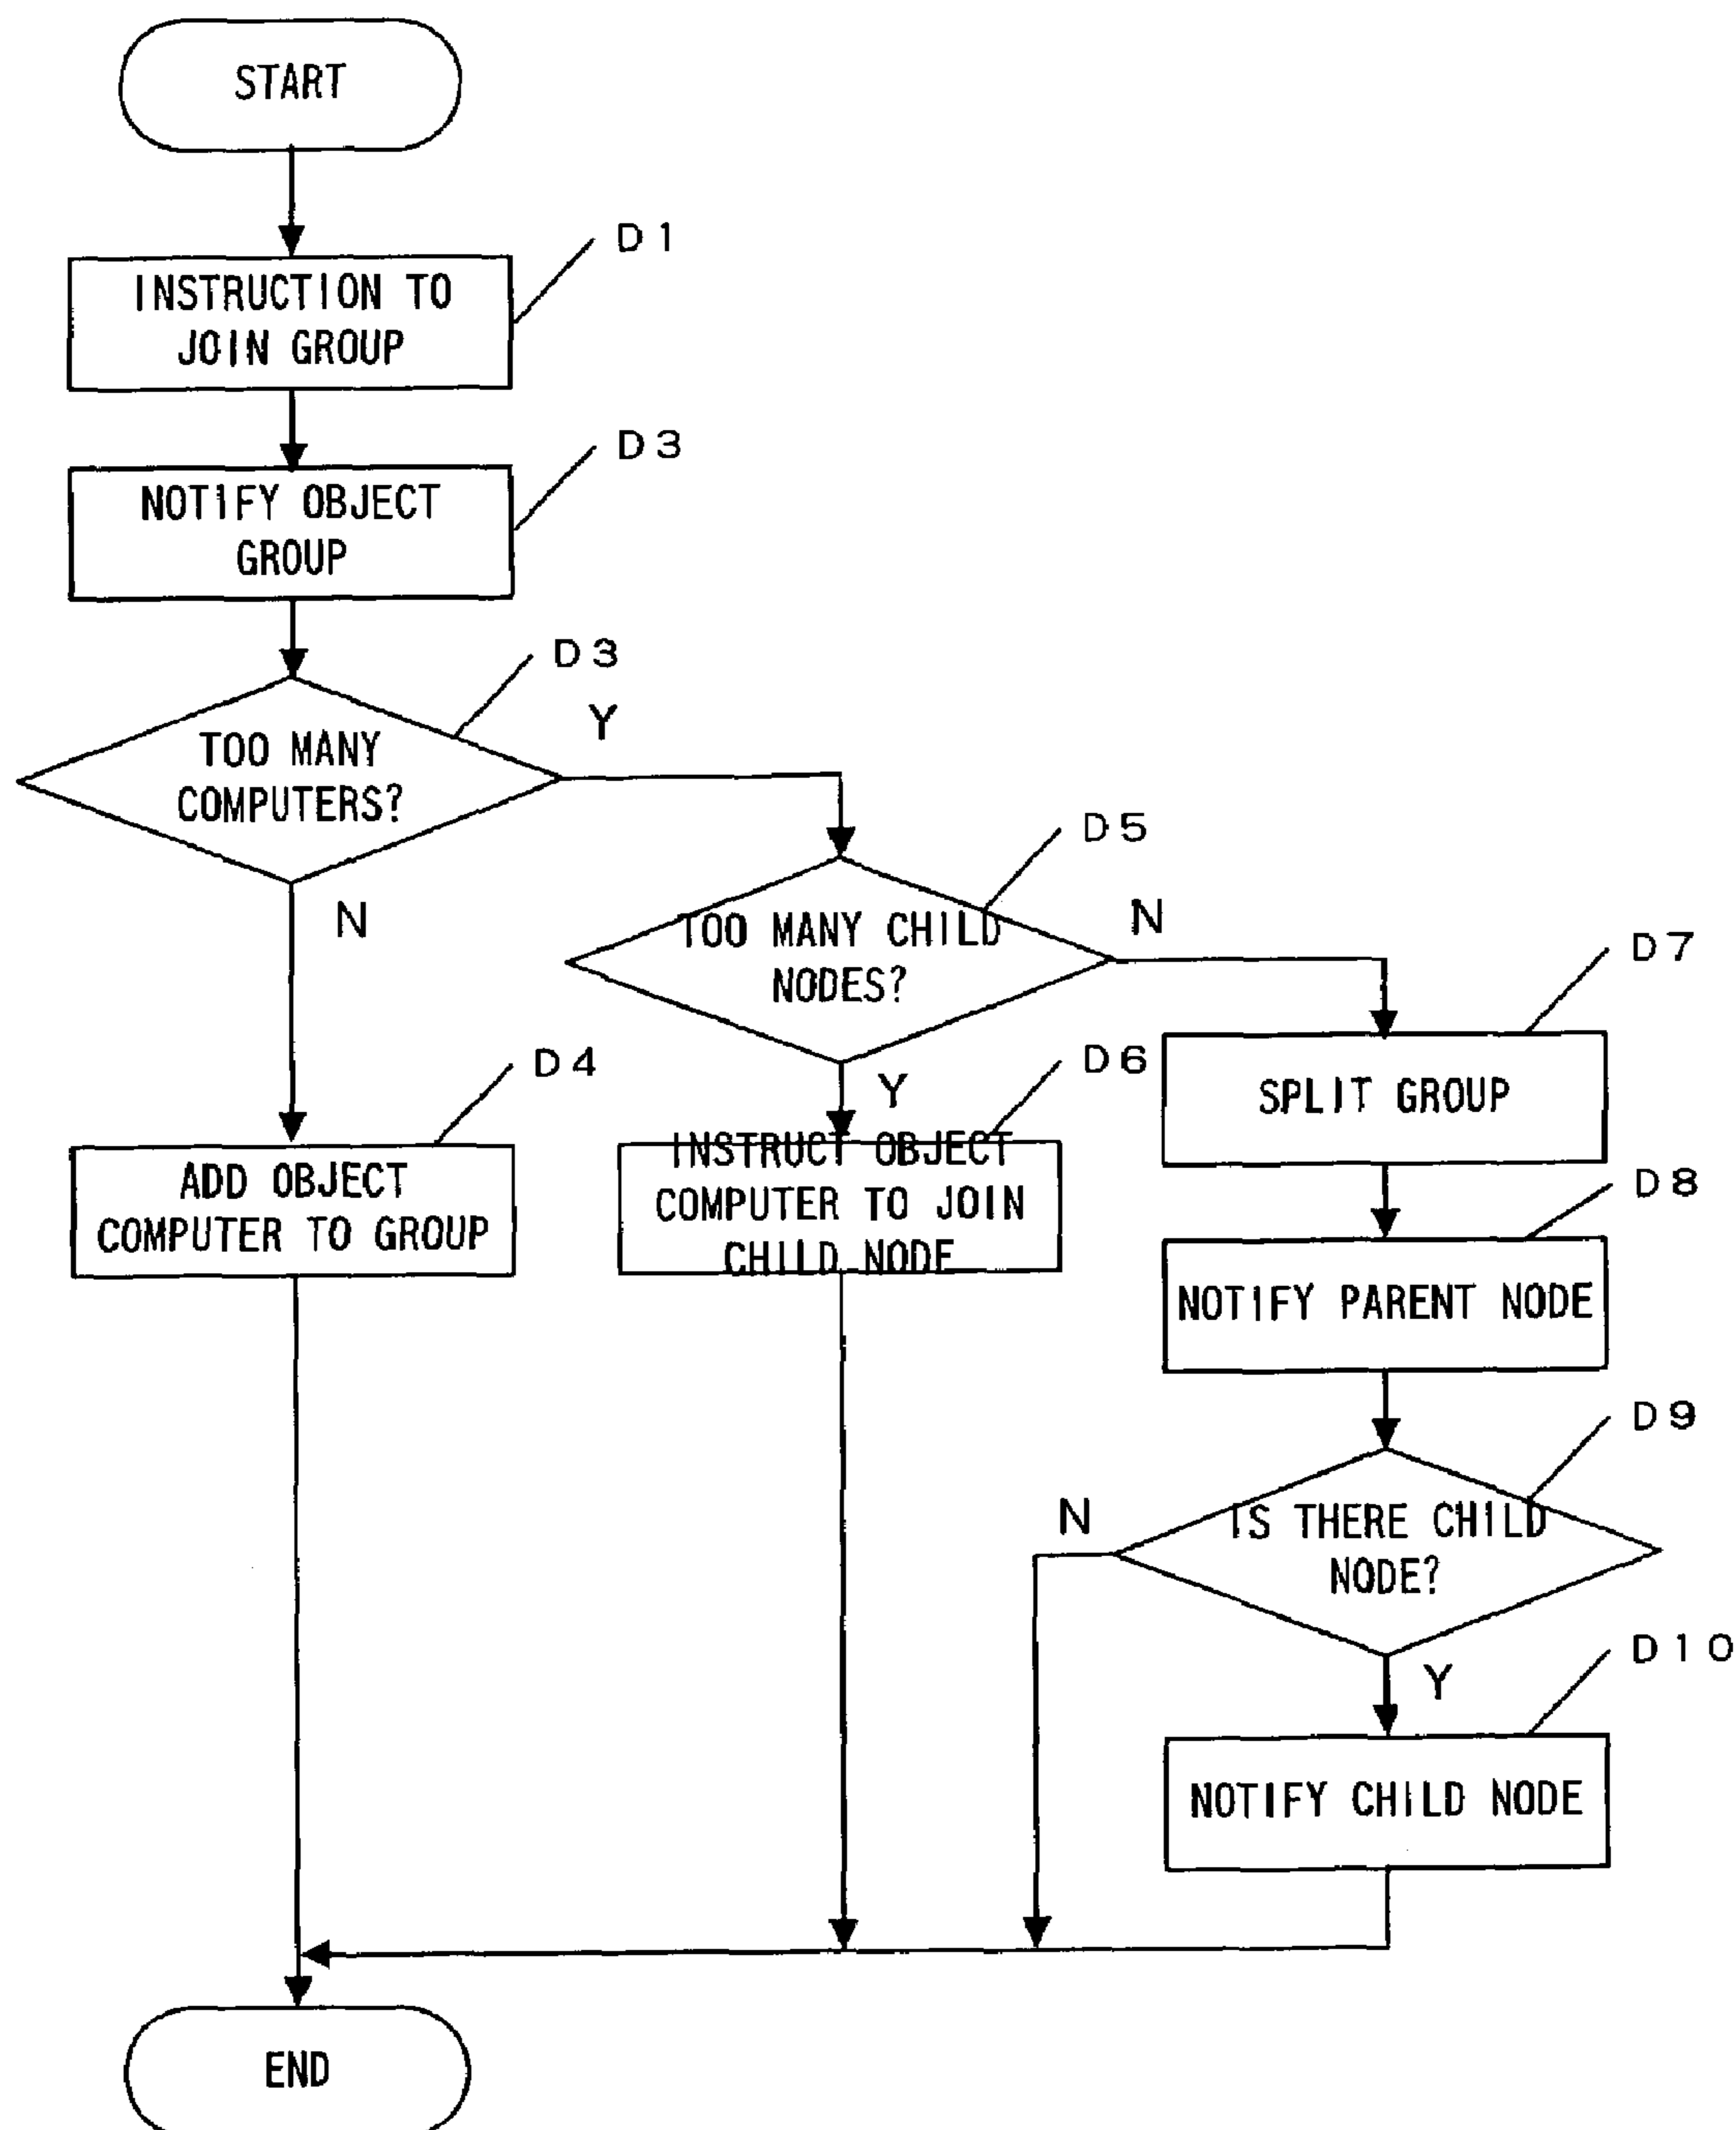 START
D1
INSTRUCTION TO
JOIN GROUP
D3
NOTIFY OBJECT
GROUP
D3
TOO MANY
COMPUTERS?
Y
N
D5
TOO MANY CHILD
NODES?
N
Y
D4
ADD OBJECT
COMPUTER TO GROUP
D6
INSTRUCT OBJECT
COMPUTER TO JOIN
CHILD NODE
D7
SPLIT GROUP
D8
NOTIFY PARENT NODE
D9
IS THERE CHILD
NODE?
N
Y
D10
NOTIFY CHILD NODE
END